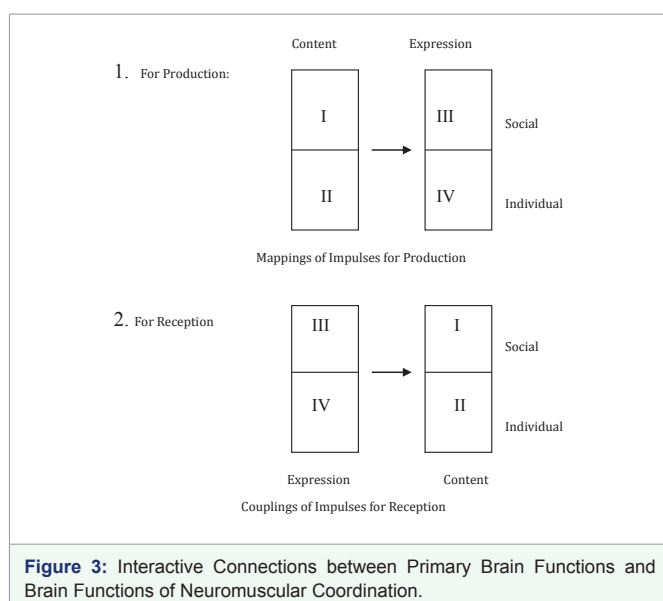 Content Expression
1. For Production:
I III
Social
II IV
Individual
Mappings of Impulses for Production
2. For Reception
III I
Social
IV II
Individual
Expression Content
Couplings of Impulses for Reception
Figure 3: Interactive Connections between Primary Brain Functions and
Brain Functions of Neuromuscular Coordination.